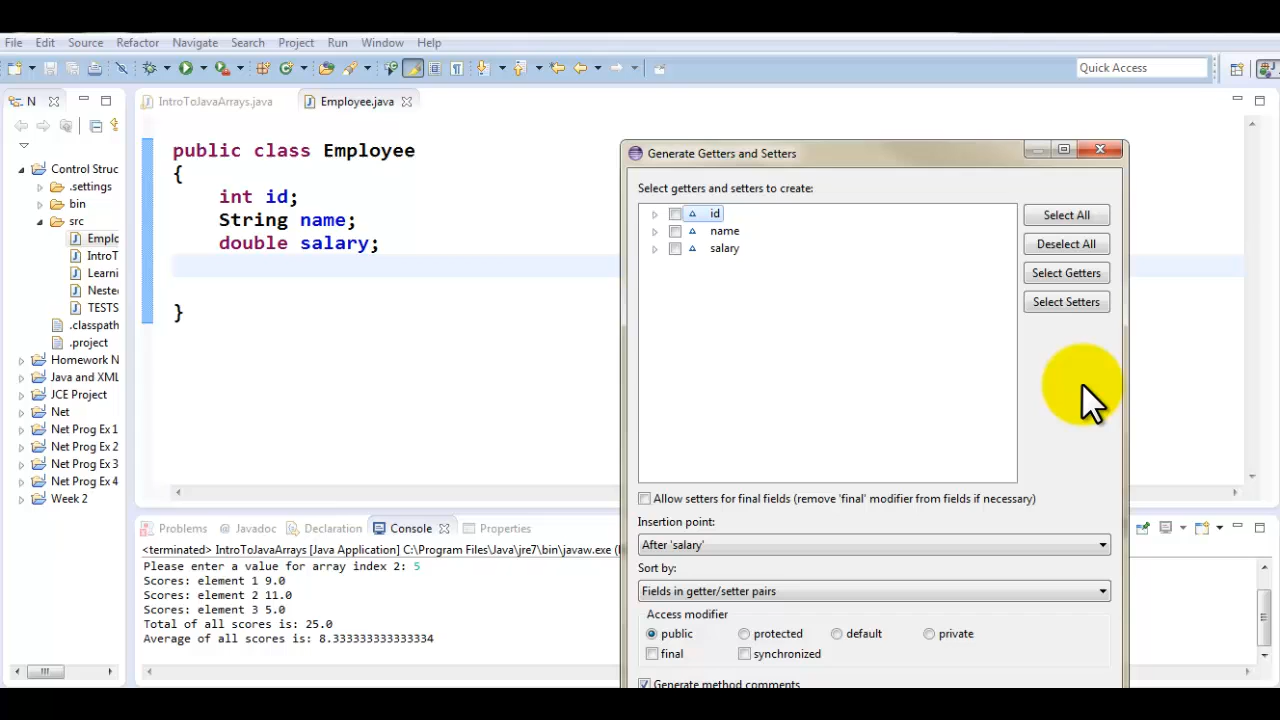 File Edit Source Refactor Navigate Search Project Run Window Help
Quick Access
N
IntroToJavaArrays.java
Employee.java
Control Struc
.settings
bin
src
Emplo
IntroT
Learni
Neste
TESTS
.classpath
.project
Homework N
Java and XML
JCE Project
Net
Net Prog Ex 1
Net Prog Ex 2
Net Prog Ex 3
Net Prog Ex 4
Week 2
public class Employee
{
int id;
String name;
double salary;
}
Generate Getters and Setters
Select getters and setters to create:
id
name
salary
Select All
Deselect All
Select Getters
Select Setters
Allow setters for final fields (remove 'final' modifier from fields if necessary)
Insertion point:
After 'salary'
Sort by:
Fields in getter/setter pairs
Access modifier
public protected default private
final synchronized
Generate method comments
Problems @ Javadoc Declaration Console Properties
<terminated> IntroToJavaArrays [Java Application] C:\Program Files\Java\jre7\bin\javaw.exe (
Please enter a value for array index 2: 5
Scores: element 1 9.0
Scores: element 2 11.0
Scores: element 3 5.0
Total of all scores is: 25.0
Average of all scores is: 8.333333333333334